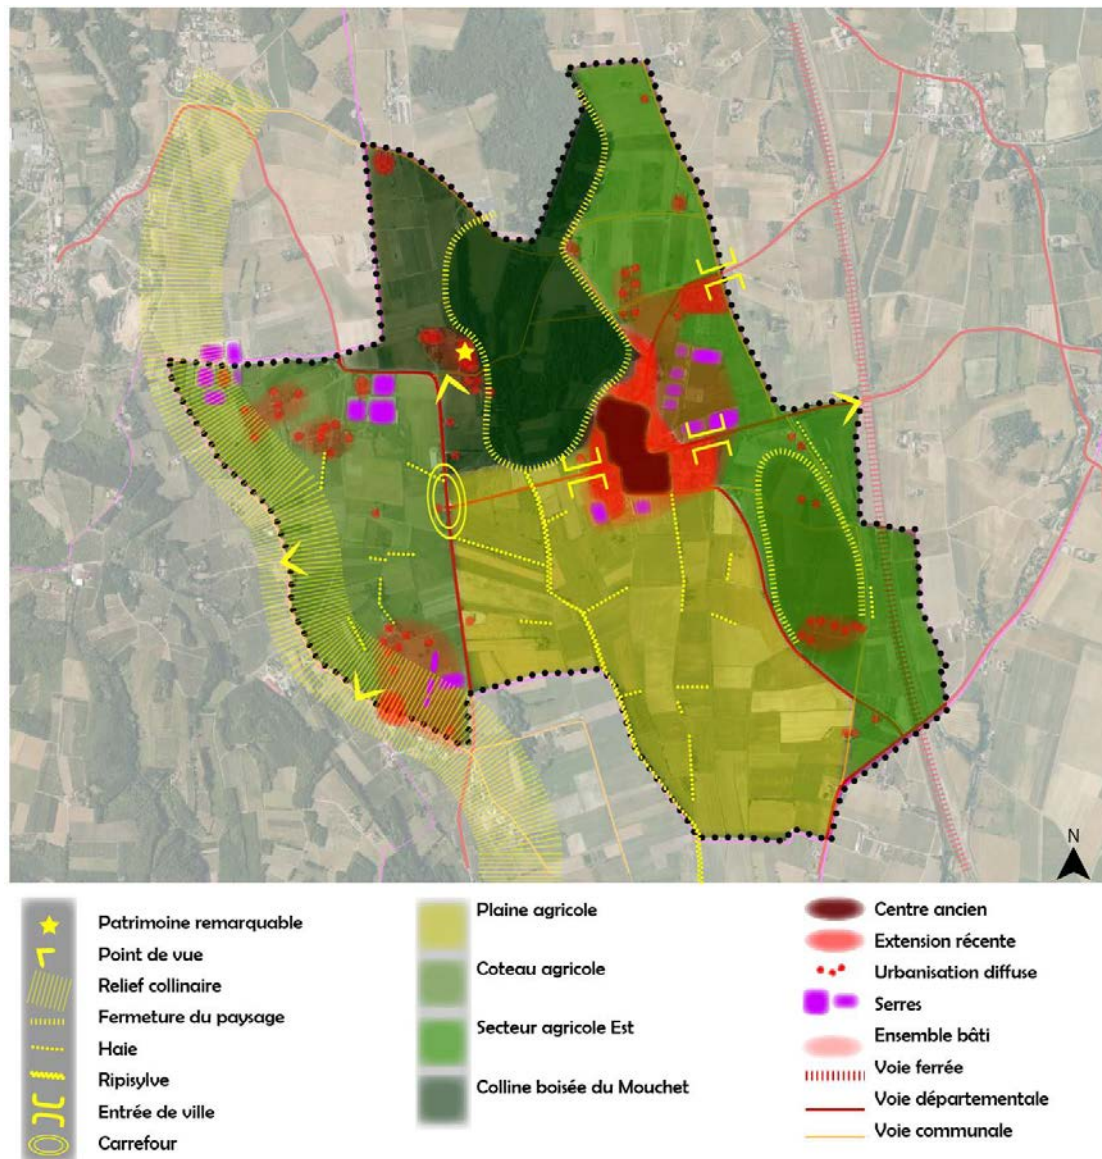 N
Patrimoine remarquable
Point de vue
Relief collinaire
Fermeture du paysage
Haie
Ripisylve
Entrée de ville
Carrefour
Plaine agricole
Coteau agricole
Secteur agricole Est
Colline boisée du Mouchet
Centre ancien
Extension récente
Urbanisation diffuse
Serres
Ensemble bâti
Voie ferrée
Voie départementale
Voie communale